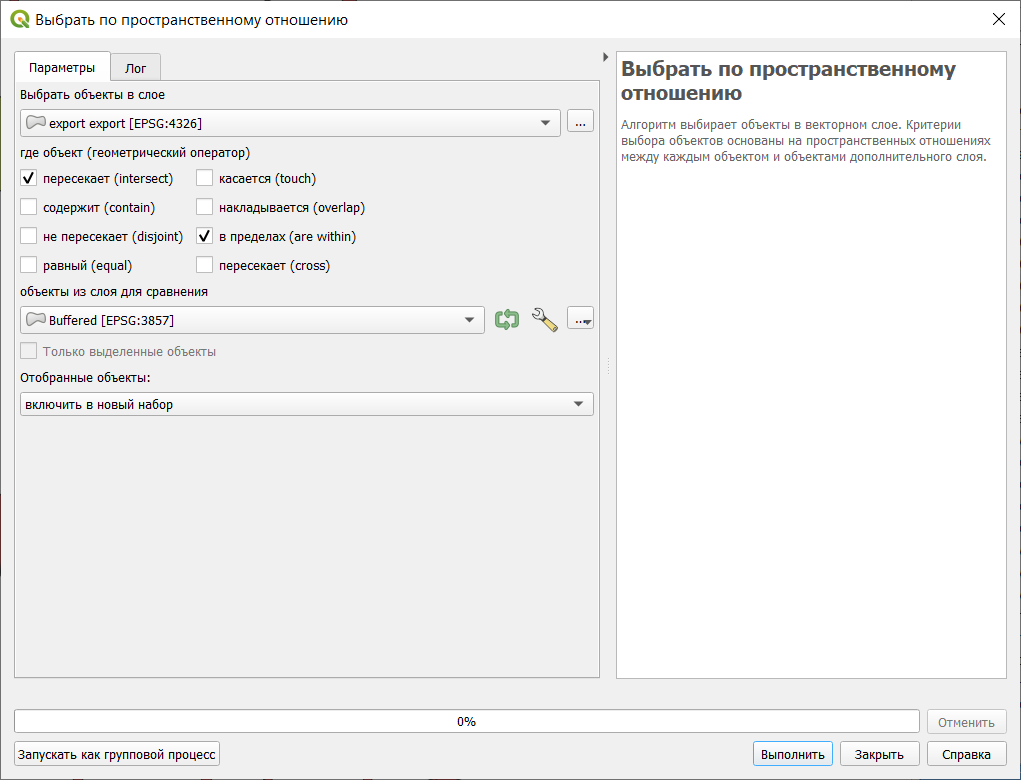 Выбрать по пространственному отношению
Параметры
Лог
Выбрать объекты в слое
export export [EPSG:4326]
...
где объект (геометрический оператор)
пересекает (intersect)
касается (touch)
содержит (contain)
накладывается (overlap)
не пересекает (disjoint)
в пределах (are within)
равный (equal)
пересекает (cross)
объекты из слоя для сравнения
Buffered [EPSG:3857]
...
Только выделенные объекты
Отобранные объекты:
включить в новый набор
Выбрать по пространственному
отношению
Алгоритм выбирает объекты в векторном слое. Критерии
выбора объектов основаны на пространственных отношениях
между каждым объектом и объектами дополнительного слоя.
0%
Отменить
Запускать как групповой процесс
Выполнить
Закрыть
Справка